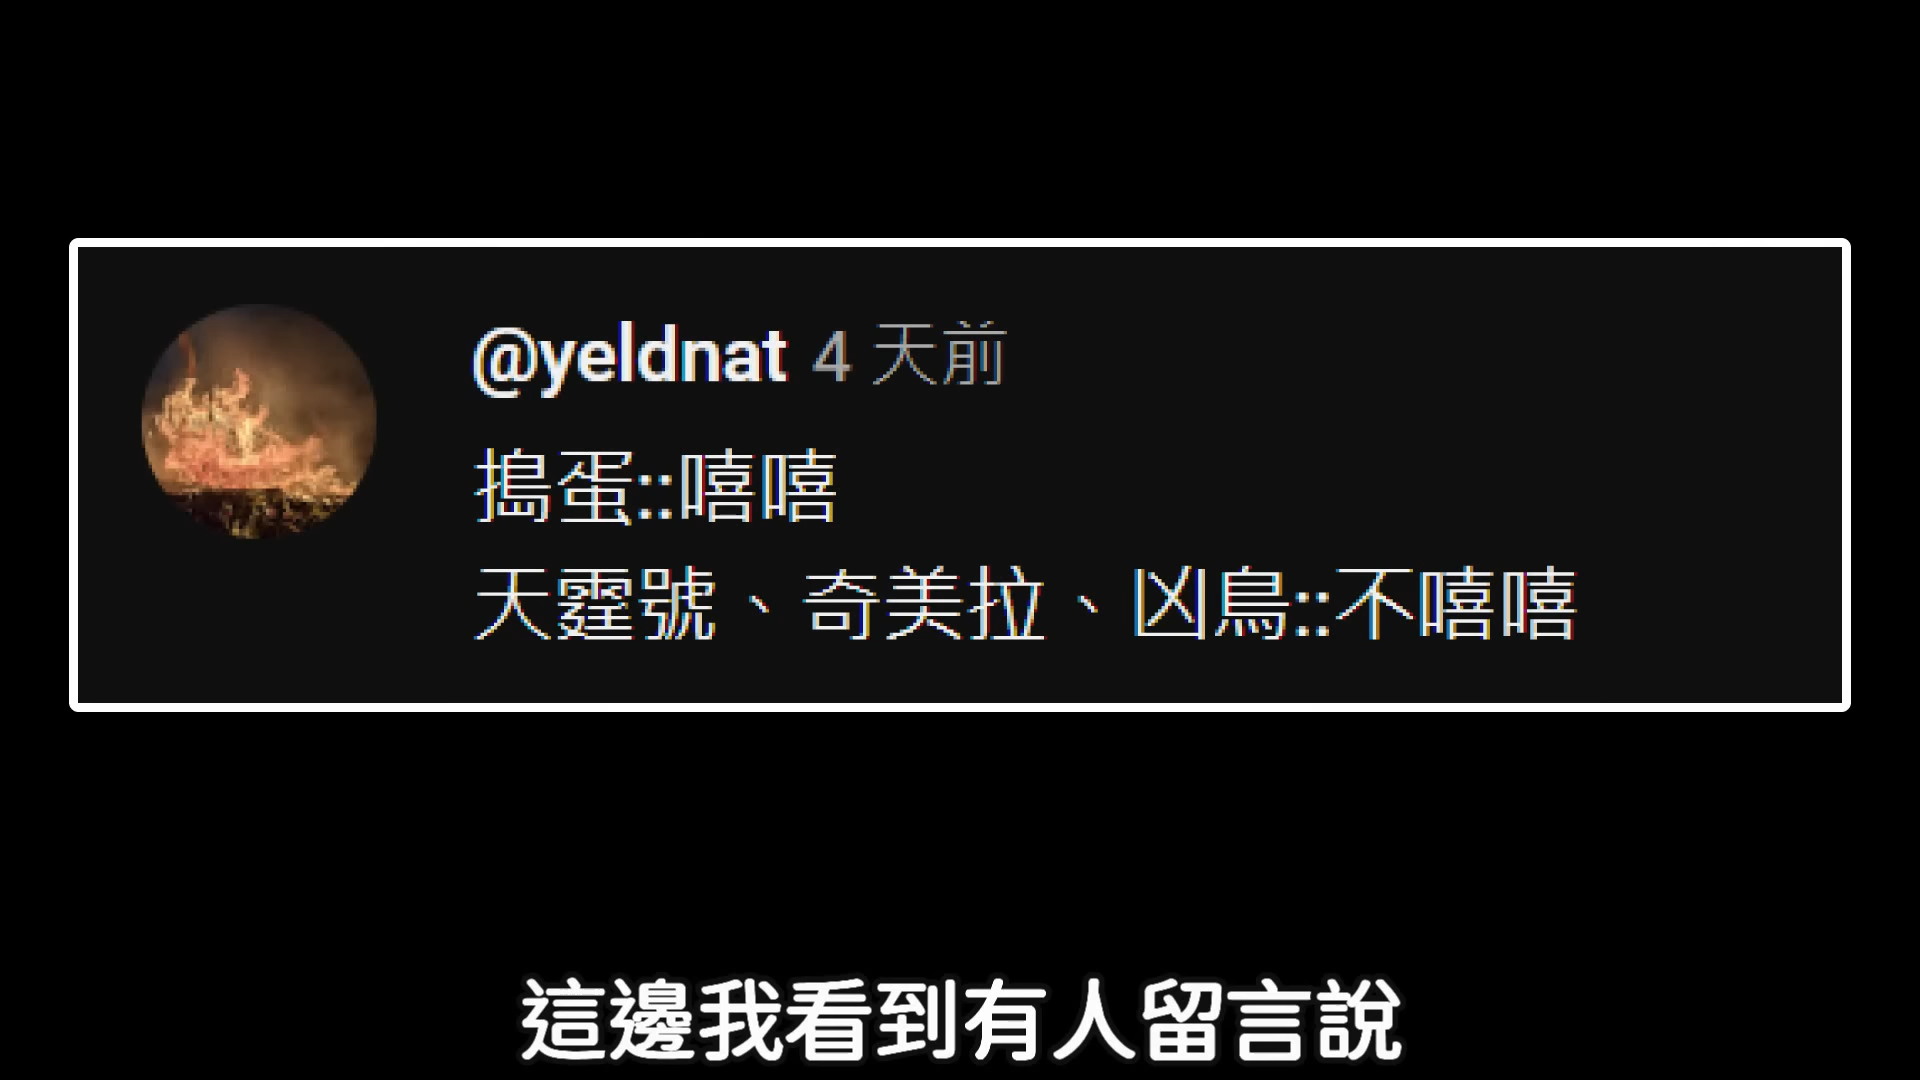 @yeldnat 4 天前
搗蛋::嘻嘻
天霆號、奇美拉、凶鳥::不嘻嘻
這邊我看到有人留言說